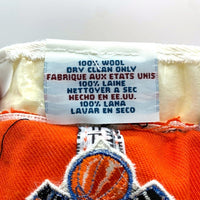 100% WOOL
DRY CLEAN ONLY
FABRIQUE AUX ETATS UNIS
100% LAINE
NETTOYER A SEC
HECHO EN EE.UU.
100% LANA
LAVAR EN SECO